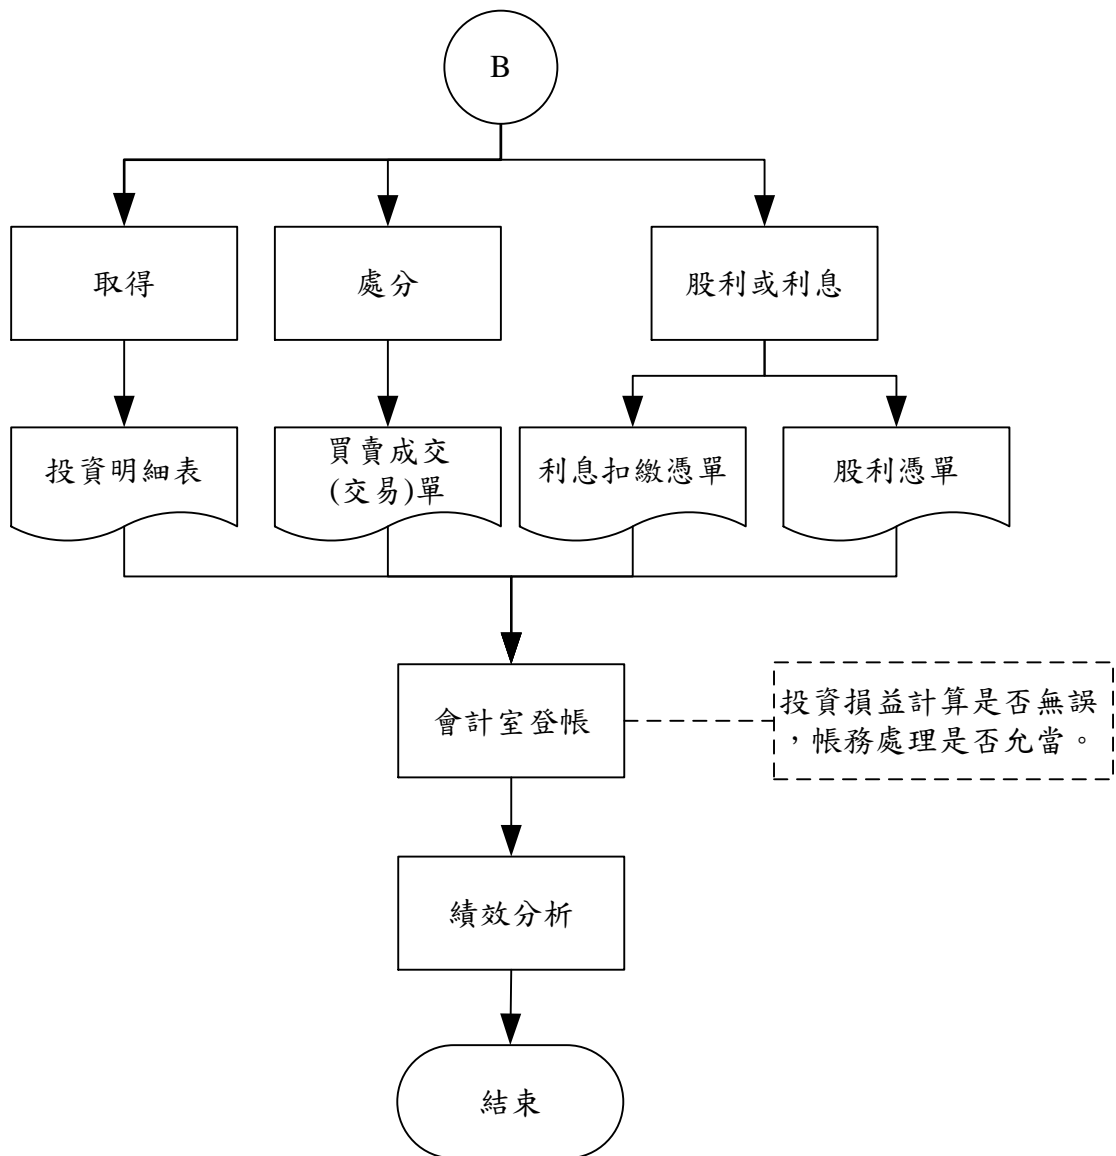 B
取得
處分
股利或利息
投資明細表
買賣成交
(交易)單
利息扣繳憑單
股利憑單
會計室登帳
投資損益計算是否無誤
，帳務處理是否允當。
績效分析
結束